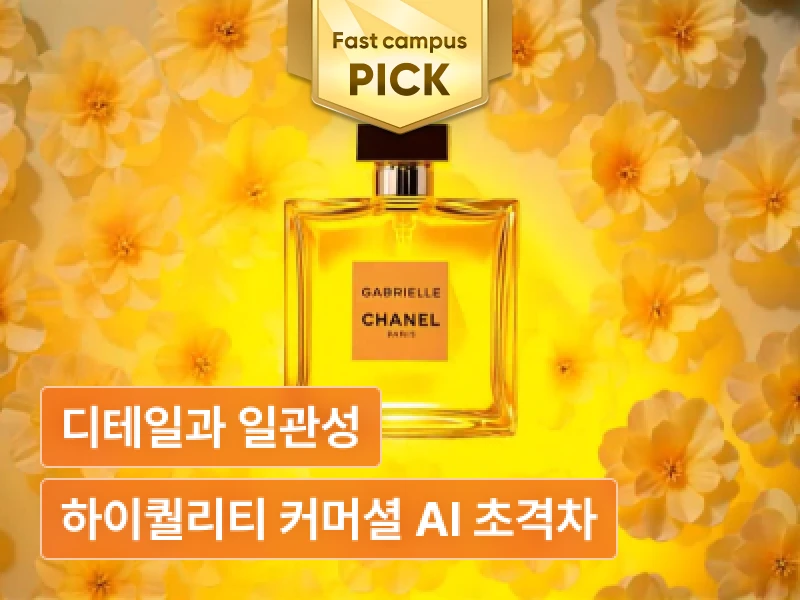 Fast campus
PICK
GABRIELLE
CHANEL
PARIS
디테일과 일관성
하이퀄리티 커머셜 AI 초격차